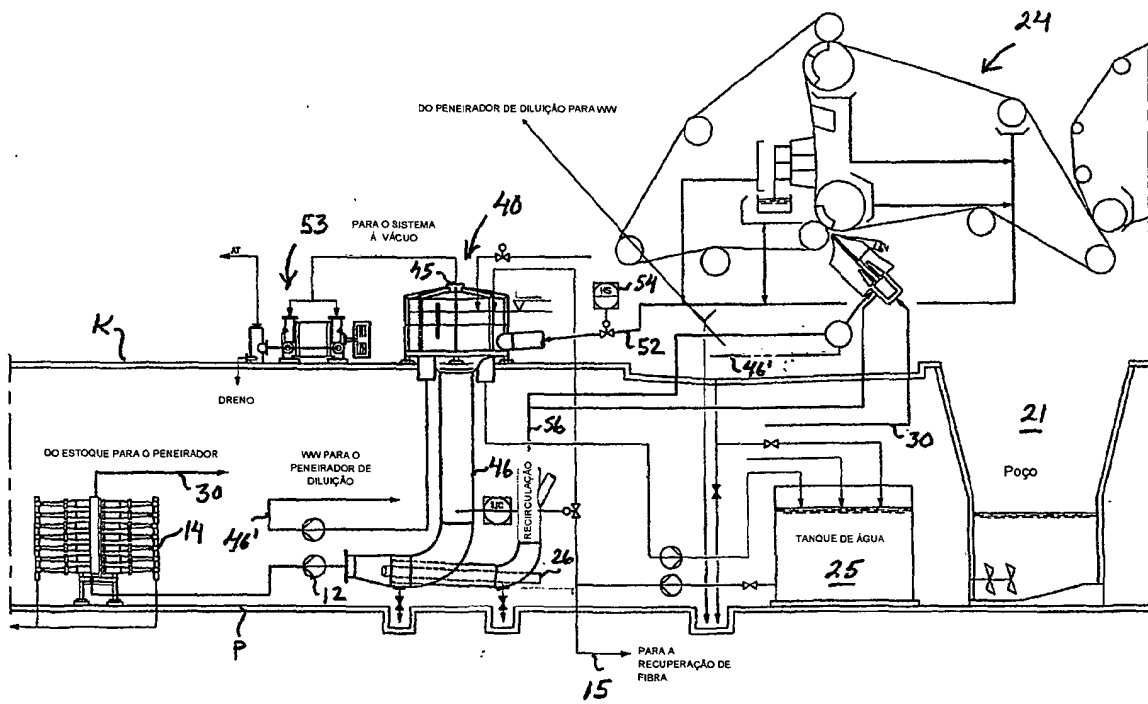 24
DO PENEIRADOR DE DILUIÇÃO PARA WW
53
PARA O SISTEMA
À VÁCUO
40
AT
45
HS
54
K
52
46'
DRENO
56
30
21
Poço
DO ESTOQUE PARA O PENEIRADOR
30
WW PARA O
PENEIRADOR DE
DILUIÇÃO
46
RECIRCULAÇÃO
14
46'
26
TANQUE DE ÁGUA
25
12
P
15
PARA A
RECUPERAÇÃO DE
FIBRA